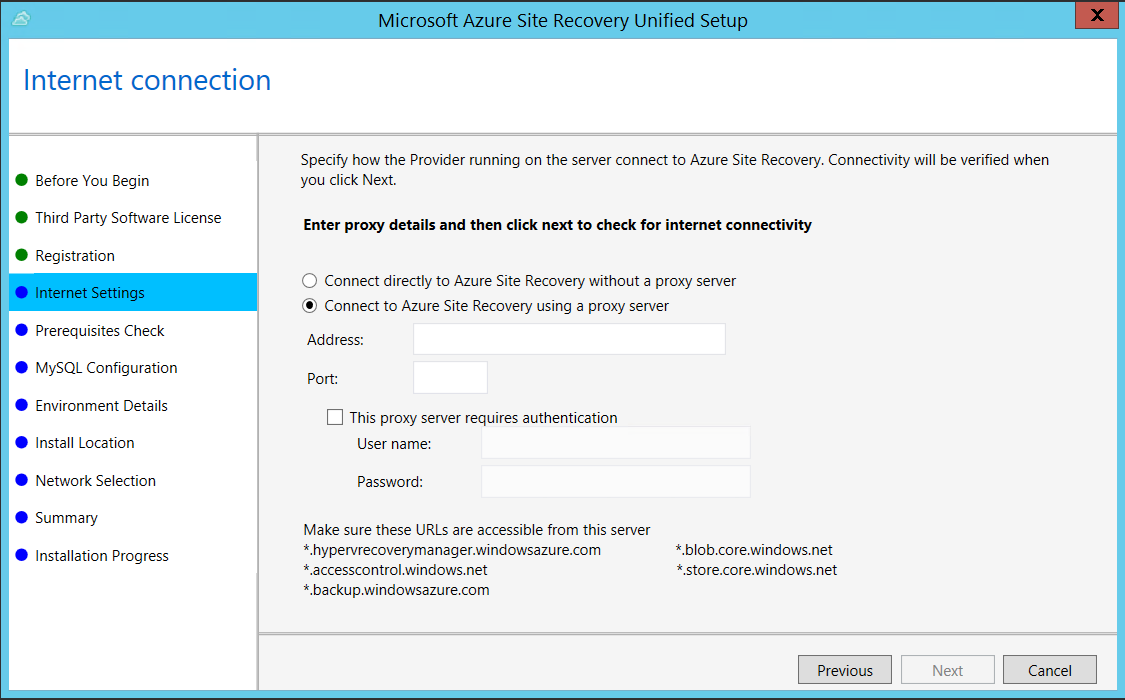 Microsoft Azure Site Recovery Unified Setup
X
Internet connection
Before You Begin
Third Party Software License
Registration
Internet Settings
Prerequisites Check
MySQL Configuration
Environment Details
Install Location
Network Selection
Summary
Installation Progress
Specify how the Provider running on the server connect to Azure Site Recovery. Connectivity will be verified when
you click Next.
Enter proxy details and then click next to check for internet connectivity
Connect directly to Azure Site Recovery without a proxy server
Connect to Azure Site Recovery using a proxy server
Address:
Port:
This proxy server requires authentication
User name:
Password:
Make sure these URLs are accessible from this server
*.hypervrecoverymanager.windowsazure.com *.blob.core.windows.net
*.accesscontrol.windows.net *.store.core.windows.net
*.backup.windowsazure.com
Previous Next Cancel